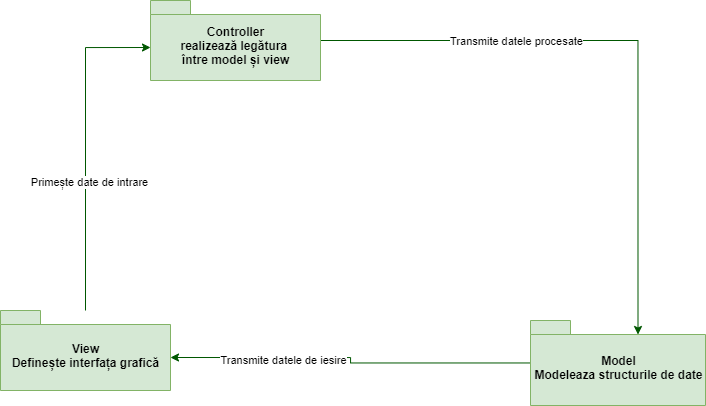 Controller
realizează legătura
între model și view
Transmite datele procesate
Primește date de intrare
View
Definește interfața grafică
Transmite datele de iesire
Model
Modeleaza structurile de date